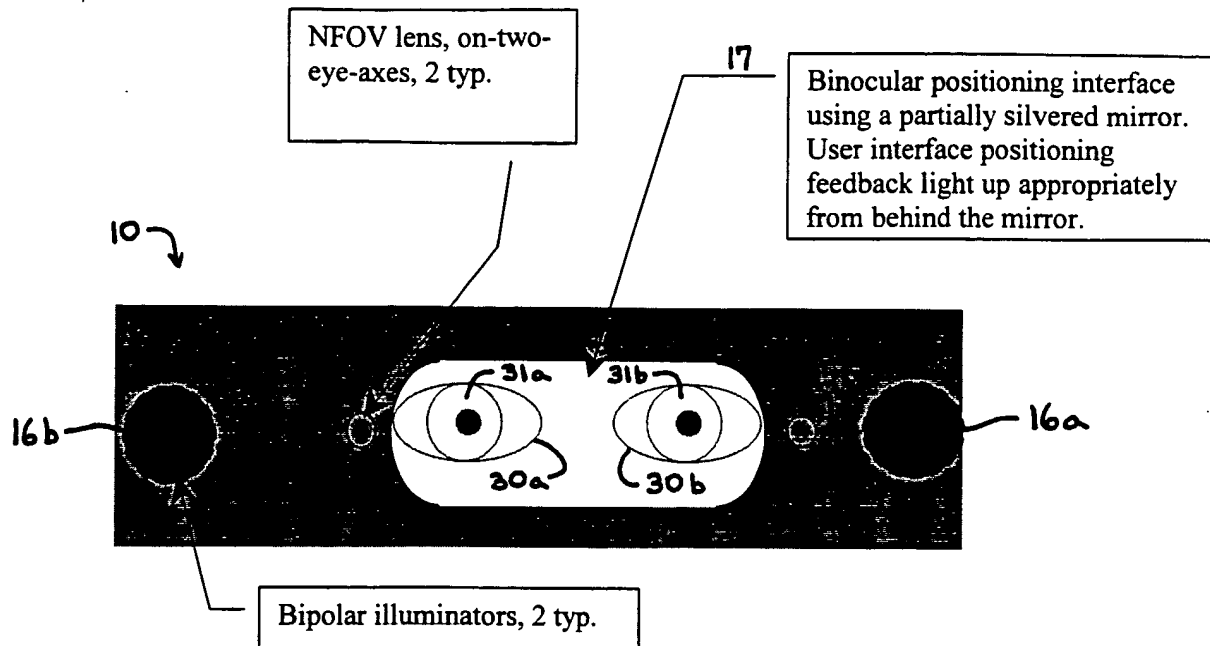 NFOV lens, on-two-
eye-axes, 2 typ.
17
Binocular positioning interface
using a partially silvered mirror.
User interface positioning
feedback light up appropriately
from behind the mirror.
10
31a
31b
16b
16a
30a
30b
Bipolar illuminators, 2 typ.